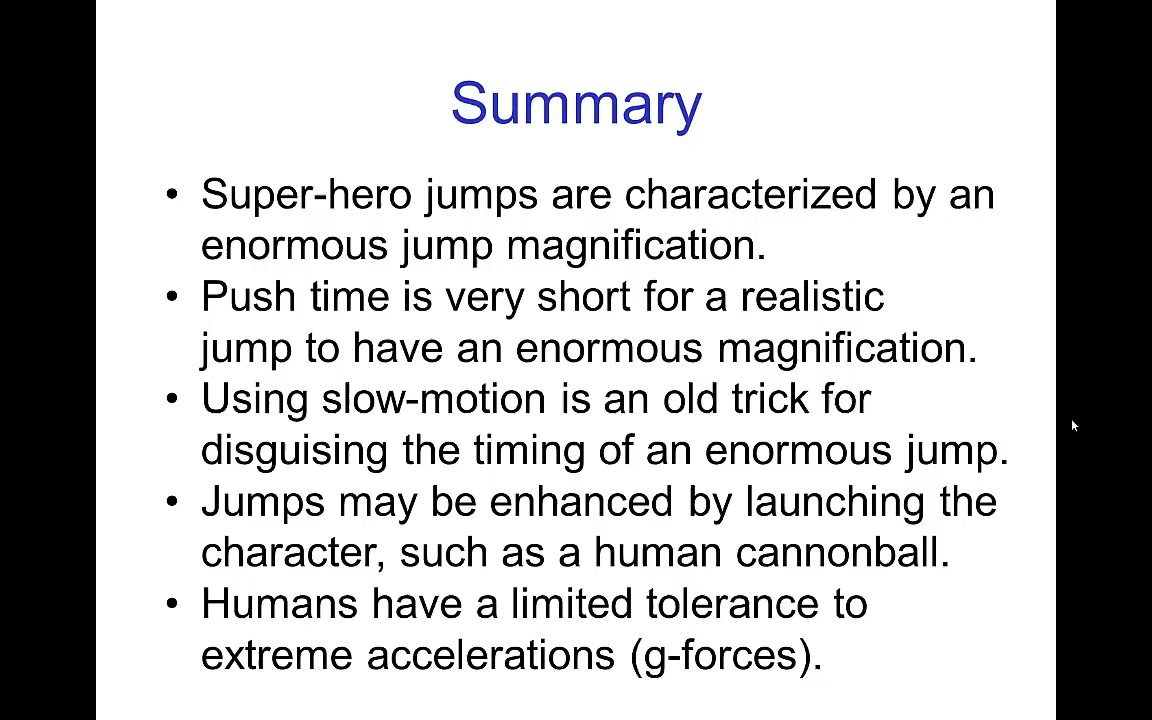 Summary
• Super-hero jumps are characterized by an
enormous jump magnification.
• Push time is very short for a realistic
jump to have an enormous magnification.
• Using slow-motion is an old trick for
disguising the timing of an enormous jump.
• Jumps may be enhanced by launching the
character, such as a human cannonball.
• Humans have a limited tolerance to
extreme accelerations (g-forces).